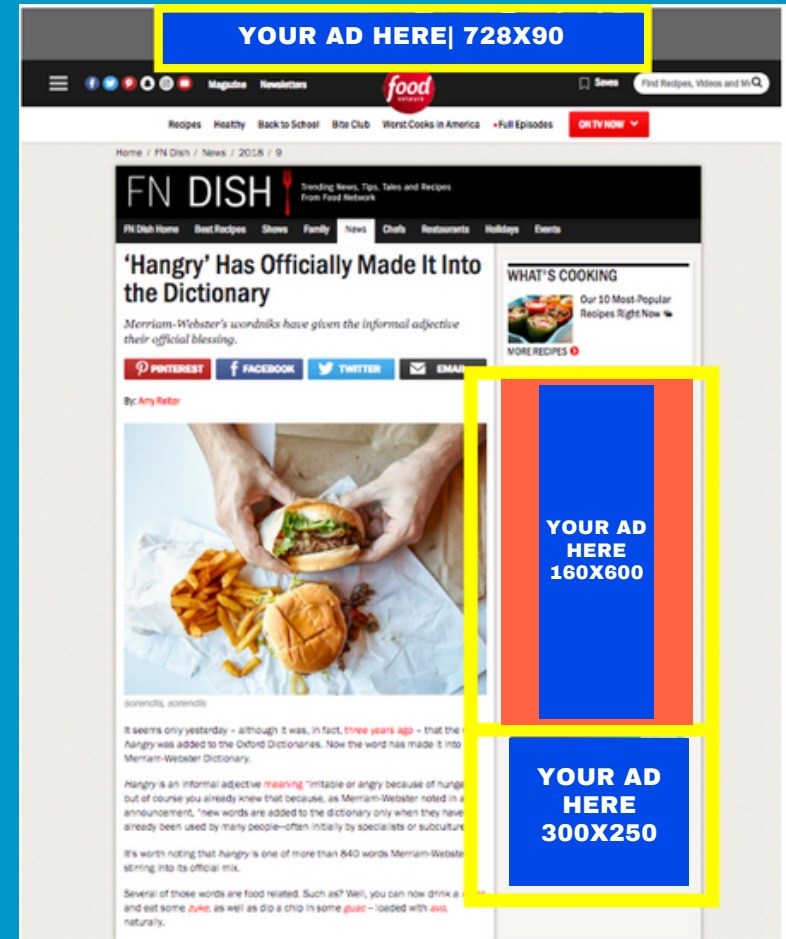 YOUR AD HERE| 728X90
Magazine Newsletters
food
network
Saves
Find Recipes, Videos and
Recipes Healthy Back to School Bite Club Worst Cooks in America •Full Episodes ON TV NOW
Home / FN Dish / News / 2018 / 9
FN DISH
Trending News, Tips, Tales and Recipes
From Food Network
FN Dish Home Best Recipes Shows Family News Chefs Restaurants Holidays Events
'Hangry' Has Officially Made It Into
the Dictionary
Merriam-Webster's wordniks have given the informal adjective
their official blessing.
PINTEREST FACEBOOK TWITTER EMAIL
By: Amy Reiter
sorendls, sorendls
It seems only yesterday – although it was, in fact, three years ago – that the
hangry was added to the Oxford Dictionaries. Now the word has made it into
Merriam-Webster Dictionary.
Hangry is an informal adjective meaning "irritable or angry because of
but of course you already knew that because, as Merriam-Webster noted in
announcement, "new words are added to the dictionary only when they have
already been used by many people—often initially by specialists or
It's worth noting that hangry is one of more than 840 words
stirring into its official mix.
Several of those words are food related. Such as? Well, you can now drink a
and eat some zuke, as well as dip a chip in some guac – loaded with avo,
naturally.
WHAT'S COOKING
Our 10 Most-Popular
Recipes Right Now
MORE RECIPES
YOUR AD
HERE
160X600
YOUR AD
HERE
300X250